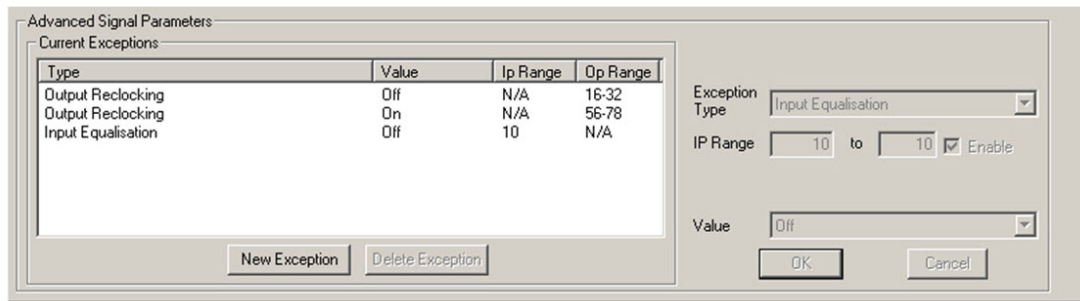 Advanced Signal Parameters
Current Exceptions
Type Value Ip Range Op Range
Output Reclocking Off N/A 16-32
Output Reclocking On N/A 56-78
Input Equalisation Off 10 N/A
New Exception Delete Exception
Exception Type Input Equalisation
IP Range 10 to 10 Enable
Value Off
OK Cancel